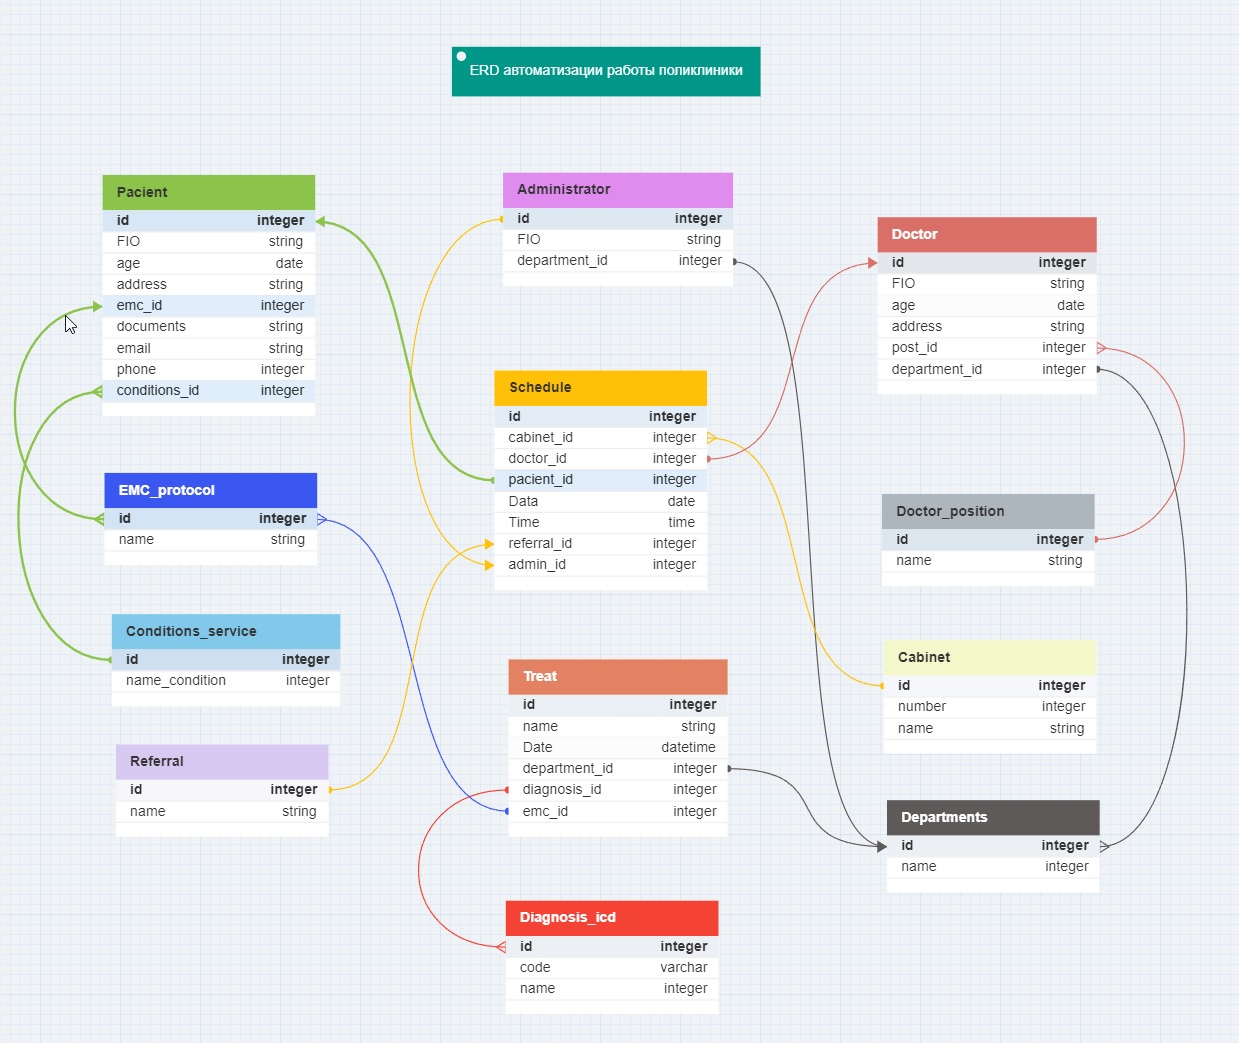 ERD автоматизации работы поликлиники
Pacient
id integer
FIO string
age date
address string
emc_id integer
documents string
email string
phone integer
conditions_id integer
EMC_protocol
id integer
name string
Conditions_service
id integer
name_condition integer
Referral
id integer
name string
Administrator
id integer
FIO string
department_id integer
Schedule
id integer
cabinet_id integer
doctor_id integer
pacient_id integer
Data date
Time time
referral_id integer
admin_id integer
Treat
id integer
name string
Date datetime
department_id integer
diagnosis_id integer
emc_id integer
Diagnosis_icd
id integer
code varchar
name integer
Doctor
id integer
FIO string
age date
address string
post_id integer
department_id integer
Doctor_position
id integer
name string
Cabinet
id integer
number integer
name string
Departments
id integer
name integer